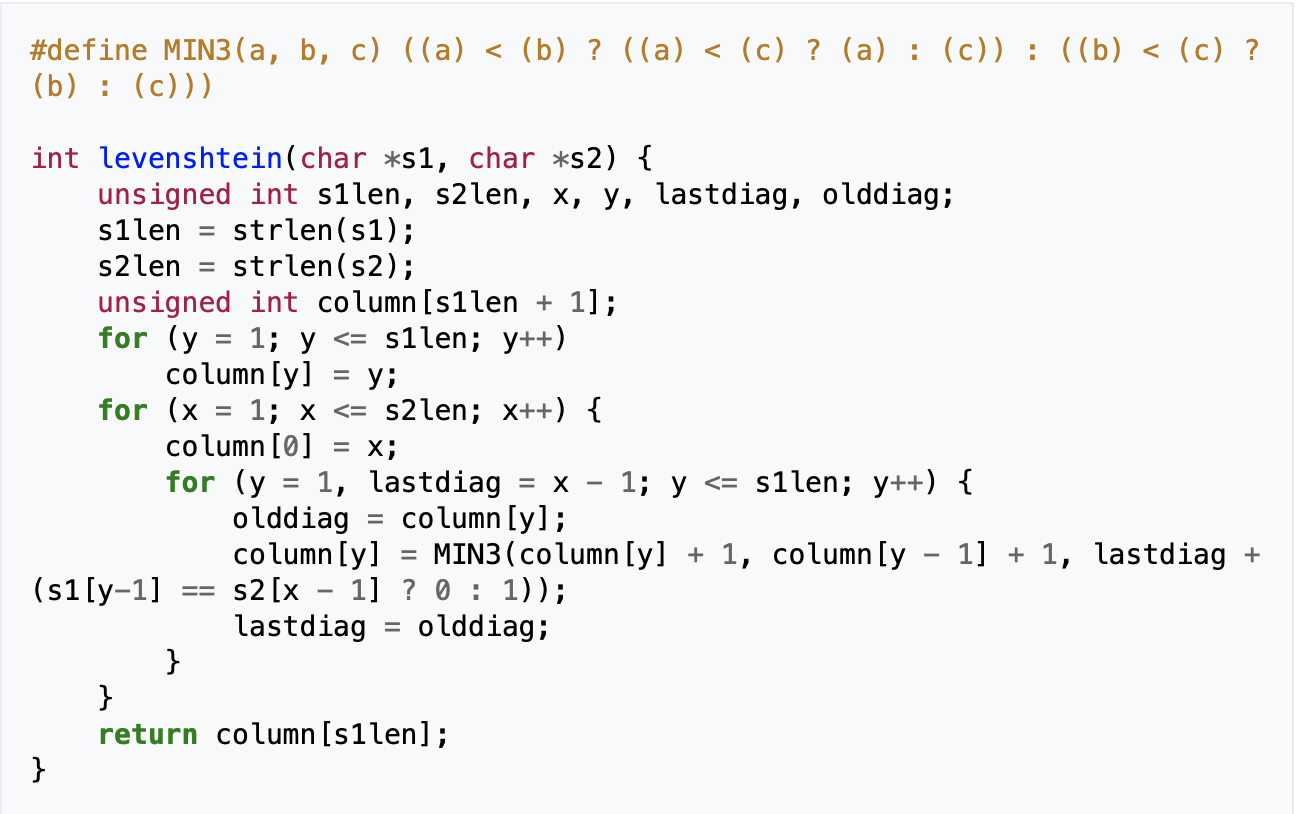 #define MIN3(a, b, c) ((a) < (b) ? ((a) < (c) ? (a) : (c)) : ((b) < (c) ?
(b) : (c)))

int levenshtein(char *s1, char *s2) {
    unsigned int s1len, s2len, x, y, lastdiag, olddiag;
    s1len = strlen(s1);
    s2len = strlen(s2);
    unsigned int column[s1len + 1];
    for (y = 1; y <= s1len; y++)
        column[y] = y;
    for (x = 1; x <= s2len; x++) {
        column[0] = x;
        for (y = 1, lastdiag = x - 1; y <= s1len; y++) {
            olddiag = column[y];
            column[y] = MIN3(column[y] + 1, column[y - 1] + 1, lastdiag +
(s1[y-1] == s2[x - 1] ? 0 : 1));
            lastdiag = olddiag;
        }
    }
    return column[s1len];
}